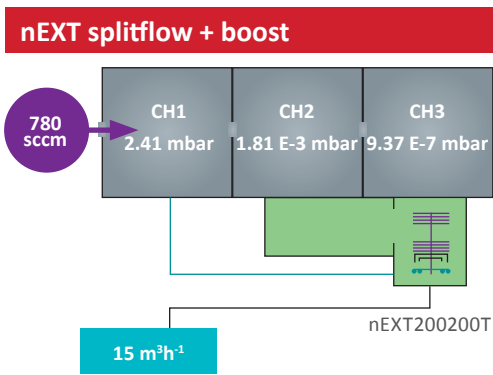 nEXT splitflow + boost
780
sccm
CH1
2.41 mbar
CH2
1.81 E-3 mbar
CH3
9.37 E-7 mbar
nEXT200200T
15 m³h⁻¹